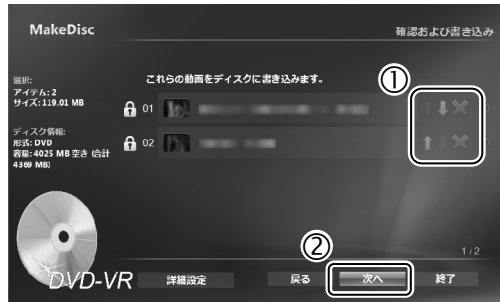 MakeDisc
確認および書き込み
選択:
アイテム: 2
サイズ: 119.01 MB
ディスク情報:
形式: DVD
容量: 4025 MB 空き (合計
4369 MB)
これらの動画をディスクに書き込みます。
①
01
02
②
1/2
DVD-VR
詳細設定
戻る
次へ
終了